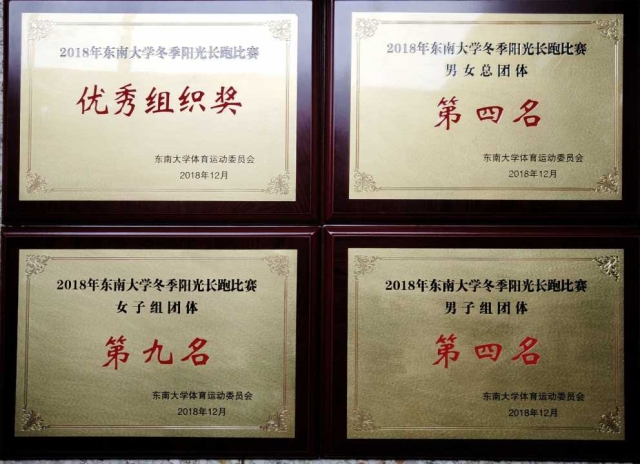 2018年东南大学冬季阳光长跑比赛
优秀组织奖
东南大学体育运动委员会
2018年12月
2018年东南大学冬季阳光长跑比赛
男女总团体
第四名
东南大学体育运动委员会
2018年12月
2018年东南大学冬季阳光长跑比赛
女子组团体
第九名
东南大学体育运动委员会
2018年12月
2018年东南大学冬季阳光长跑比赛
男子组团体
第四名
东南大学体育运动委员会
2018年12月